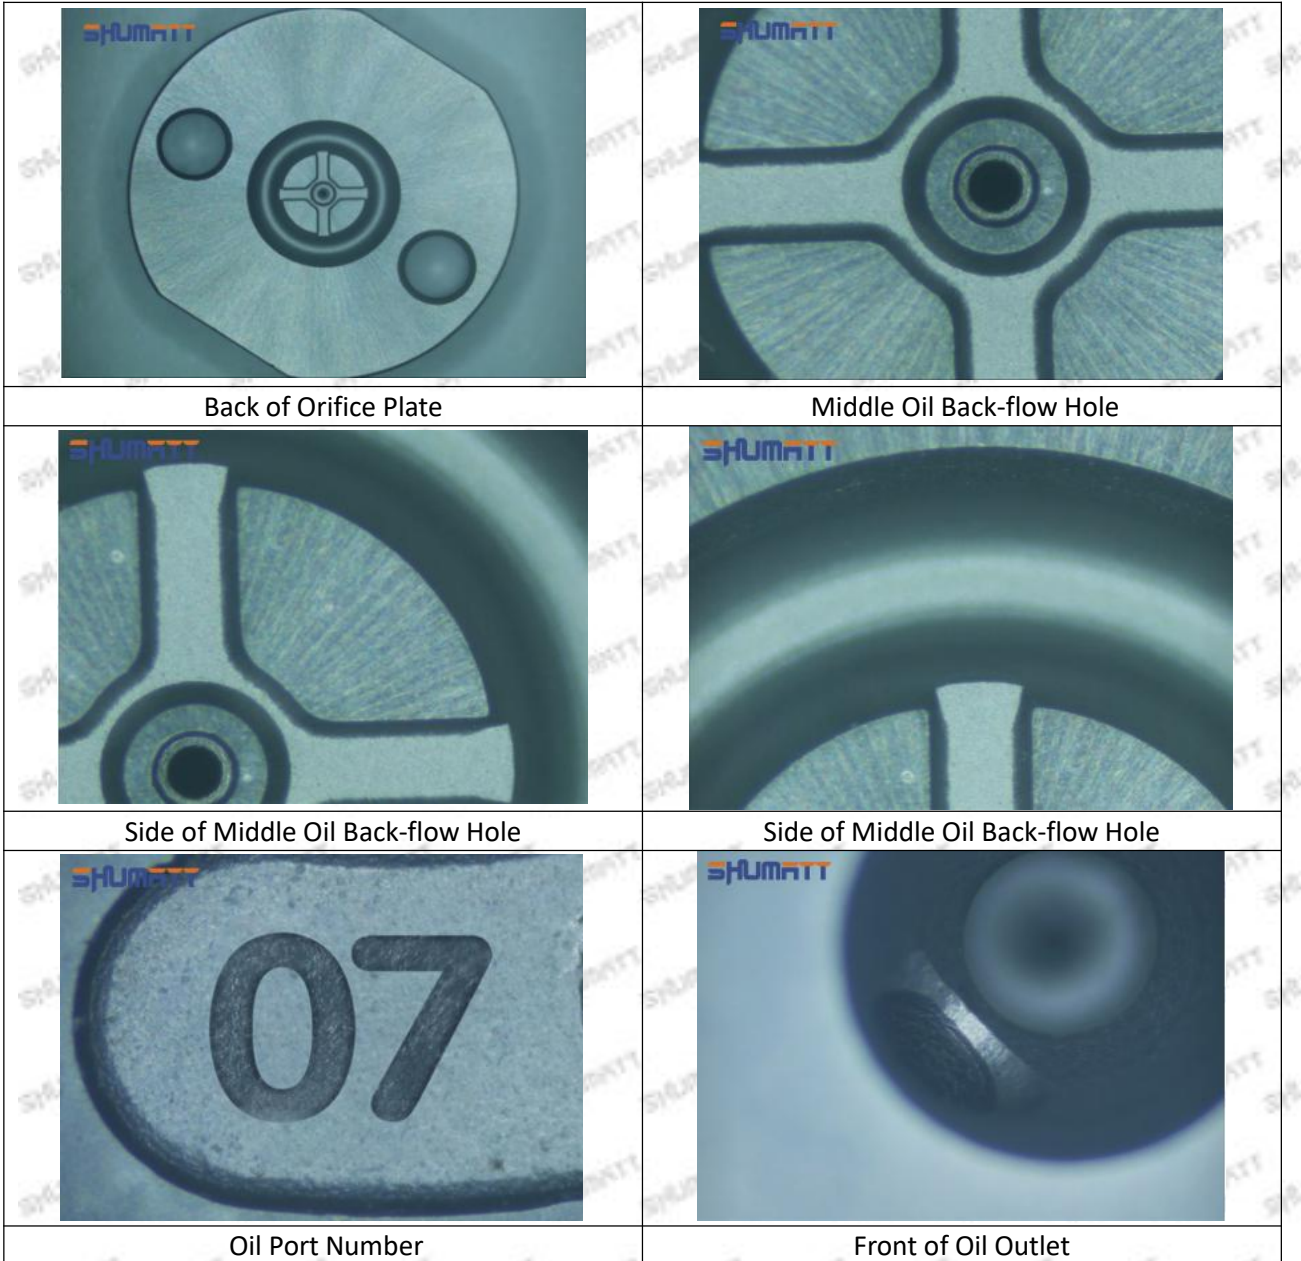 SHUMATT
SHUMATT
Back of Orifice Plate
Middle Oil Back-flow Hole
SHUMATT
SHUMATT
Side of Middle Oil Back-flow Hole
Side of Middle Oil Back-flow Hole
SHUMATT
SHUMATT
07
Oil Port Number
Front of Oil Outlet